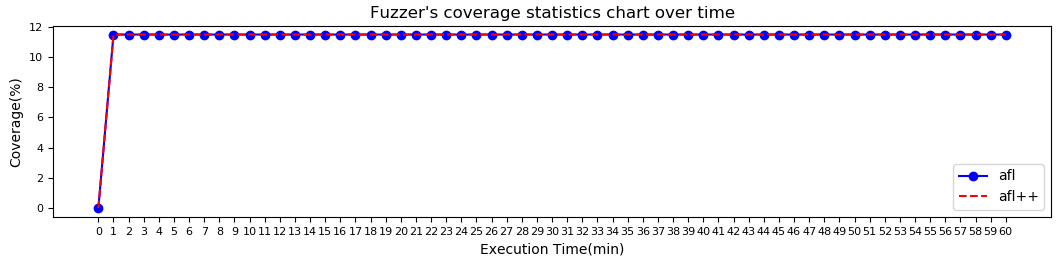 Fuzzer's coverage statistics chart over time
12
10
8
6
4
2
0
Coverage(%)
afl
afl++
0 1 2 3 4 5 6 7 8 9 10 11 12 13 14 15 16 17 18 19 20 21 22 23 24 25 26 27 28 29 30 31 32 33 34 35 36 37 38 39 40 41 42 43 44 45 46 47 48 49 50 51 52 53 54 55 56 57 58 59 60
Execution Time(min)